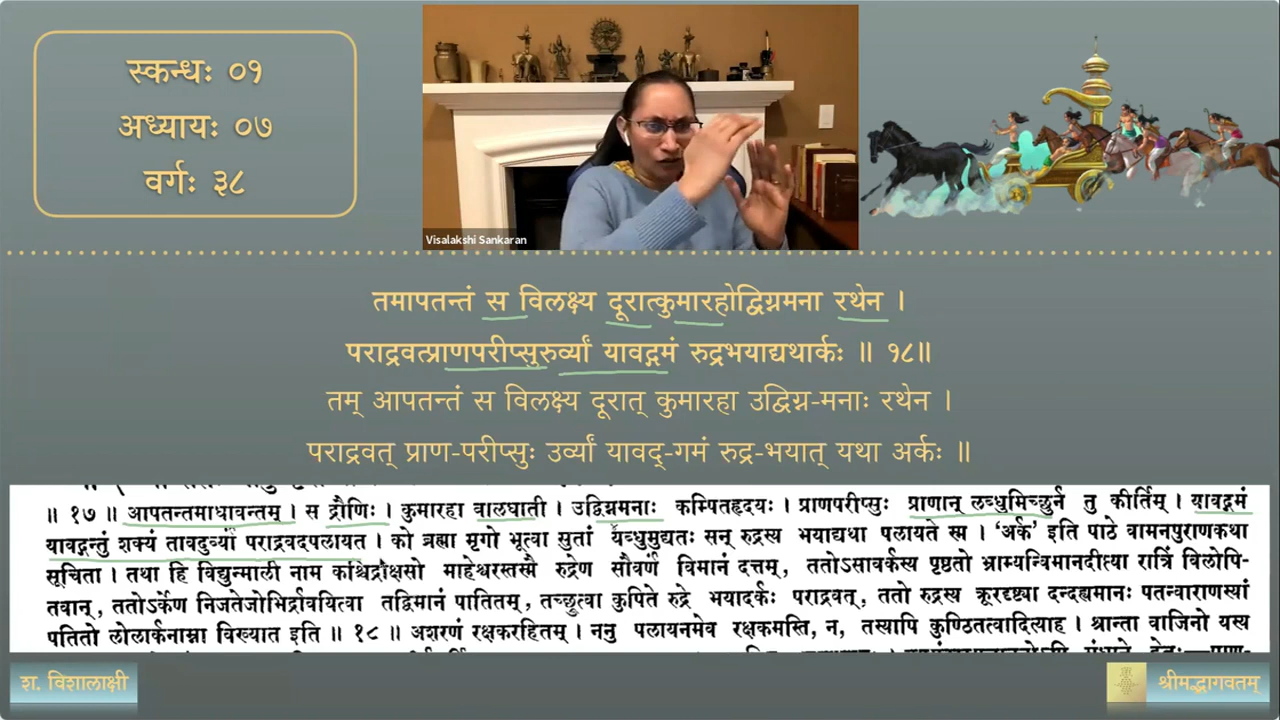 स्कन्धः ०१
अध्यायः ०७
वर्गः ३८
Visalakshi Sankaran
तमापतन्तं स विलक्ष्य दूरात्कुमारहोद्विग्नमना रथेन ।
पराद्रवत्प्राणपरीप्सुरुर्व्यां यावद्गमं रुद्रभयाद्यथार्कः ॥ १८॥
तम् आपतन्तं स विलक्ष्य दूरात् कुमारहा उद्विग्न-मनाः रथेन ।
पराद्रवत् प्राण-परीप्सुः उर्व्यां यावद्-गमं रुद्र-भयात् यथा अर्कः ॥
॥ १७ ॥ आपतन्तमाधावन्तम् । स द्रौणिः । कुमारहा बालघाती । उद्विग्नमनाः कम्पितहृदयः । प्राणपरीप्सुः प्राणान् लब्धुमिच्छुर्न तु कीर्तिम् । यावद्गमं
यावद्गन्तुं शक्यं तावदुर्व्यां पराद्रवदपलायत । को ब्रह्मा मृगो भूत्वा सुतां यब्धुमुद्यतः सन् रुद्रस्य भयाद्यथा पलायते स्म । ‘अर्क’ इति पाठे वामनपुराणकथा
सूचिता । तथा हि विद्युन्माली नाम कश्चिद्राक्षसो माहेश्वरस्तस्मै रुद्रेण सौवर्णं विमानं दत्तम्, ततोऽसावर्कस्य पृष्ठतो भ्राम्यन्विमानदीप्त्या रात्रिं विलोपि-
तवान्, ततोऽर्केण निजतेजोभिर्द्रावयित्वा तद्विमानं पातितम्, तच्छ्रुत्वा कुपिते रुद्रे भयादर्कः पराद्रवत्, ततो रुद्रस्य क्रूरदृष्ट्या दन्दह्यमानः पतन्वाराणस्यां
पतितो लोलार्कनाम्ना विख्यात इति ॥ १८ ॥ अशरणं रक्षकरहितम् । ननु पलायनमेव रक्षकमस्ति, न, तस्यापि कुण्ठितत्वादित्याह । श्रान्ता वाजिनो यस्य
श. विशालाक्षी
श्रीमद्भागवतम्